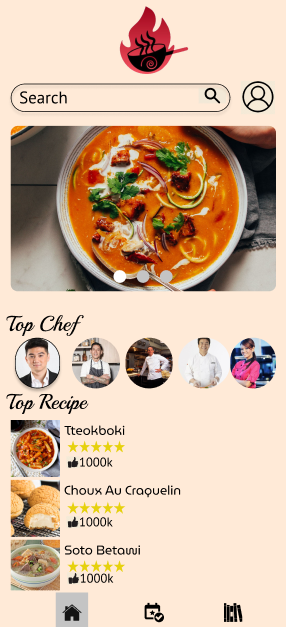 Search
Top Chef
Top Recipe
Tteokboki
1000k
Choux Au Craquelin
1000k
Soto Betawi
1000k